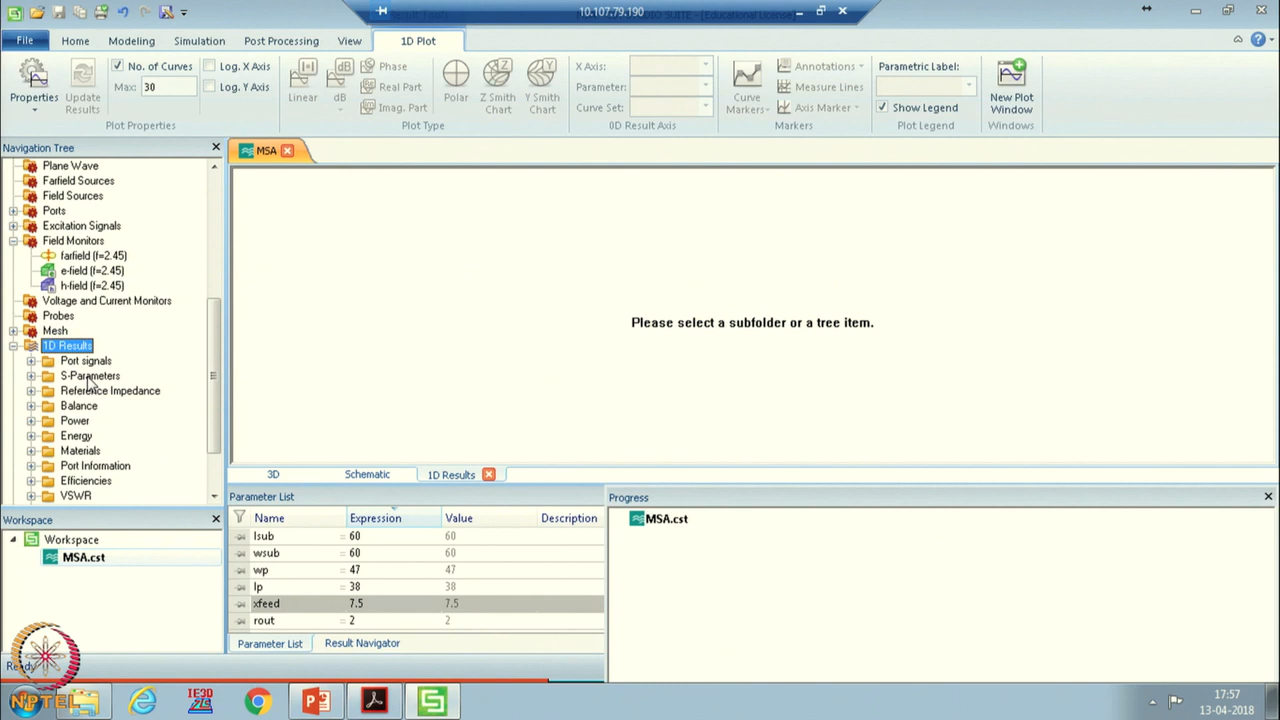 10.107.79.190
File
Home
Modeling
Simulation
Post Processing
View
1D Plot
Properties
Update
Results
No. of Curves
Max: 30
Log. X Axis
Log. Y Axis
Plot Properties
Linear
dB
Phase
Real Part
Imag. Part
Polar
Z Smith
Chart
Y Smith
Chart
Plot Type
X Axis:
Parameter:
Curve Set:
0D Result Axis
Curve
Markers
Annotations
Measure Lines
Axis Marker
Markers
Parametric Label:
Show Legend
Plot Legend
New Plot
Window
Windows
Navigation Tree
Plane Wave
Farfield Sources
Field Sources
Ports
Excitation Signals
Field Monitors
farfield (f=2.45)
e-field (f=2.45)
h-field (f=2.45)
Voltage and Current Monitors
Probes
Mesh
1D Results
Port signals
S-Parameters
Reference Impedance
Balance
Power
Energy
Materials
Port Information
Efficiencies
VSWR
MSA
Please select a subfolder or a tree item.
3D Schematic 1D Results
Workspace
Workspace
MSA.cst
Parameter List
Name Expression Value Description
lsub = 60 60
wsub = 60 60
wp = 47 47
lp = 38 38
xfeed = 7.5 7.5
rout = 2 2
Parameter List Result Navigator
Progress
MSA.cst
NPTEL
IE3D
17:57
13-04-2018